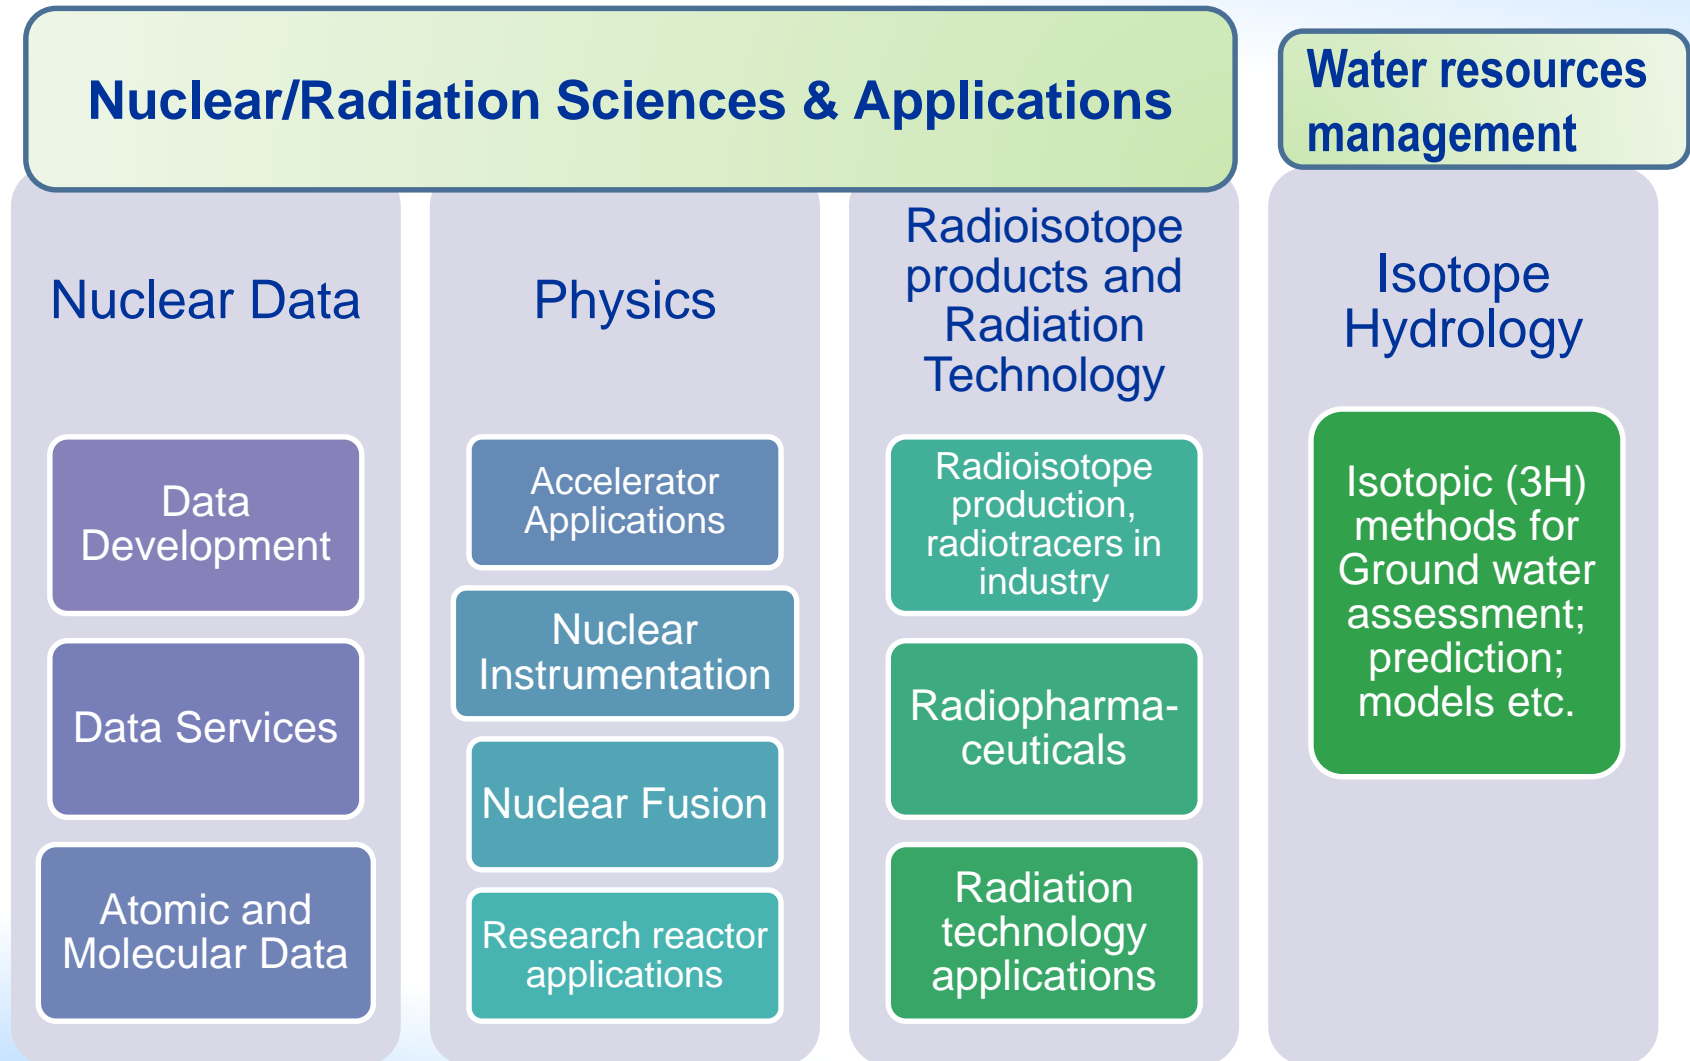 Nuclear/Radiation Sciences & Applications
Water resources
management
Nuclear Data
Data
Development
Data Services
Atomic and
Molecular Data
Physics
Accelerator
Applications
Nuclear
Instrumentation
Nuclear Fusion
Research reactor
applications
Radioisotope
products and
Radiation
Technology
Radioisotope
production,
radiotracers in
industry
Radiopharma-
ceuticals
Radiation
technology
applications
Isotope
Hydrology
Isotopic (3H)
methods for
Ground water
assessment;
prediction;
models etc.